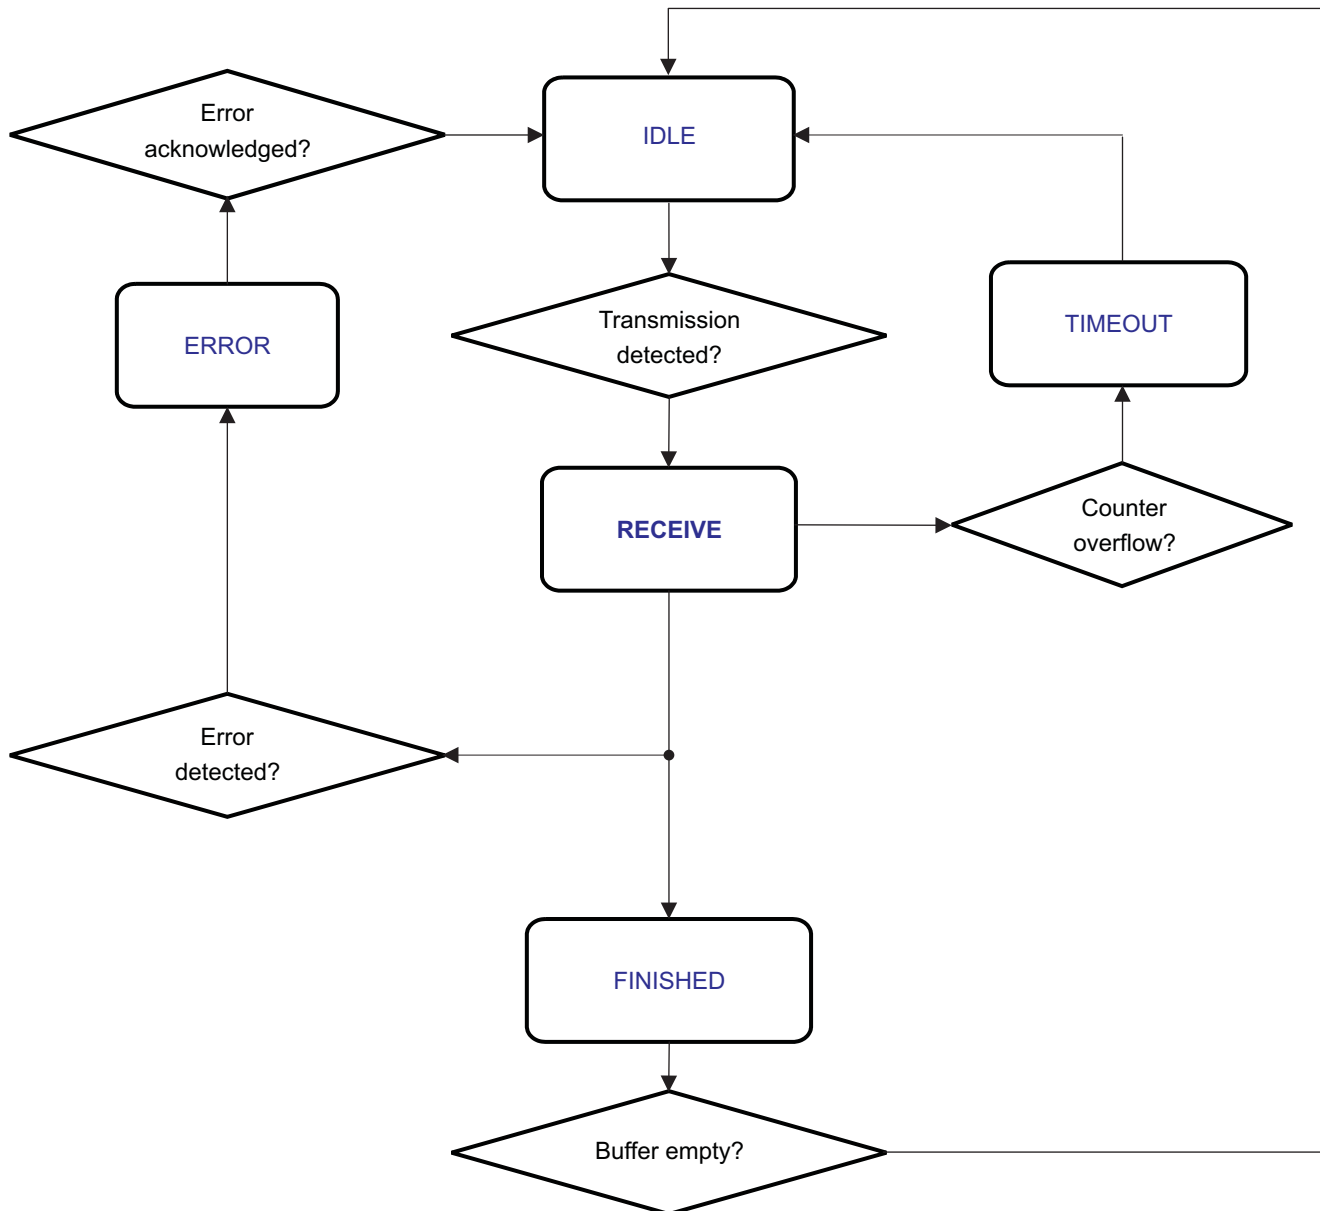 Error
acknowledged?
IDLE
ERROR
Transmission
detected?
TIMEOUT
RECEIVE
Counter
overflow?
Error
detected?
FINISHED
Buffer empty?